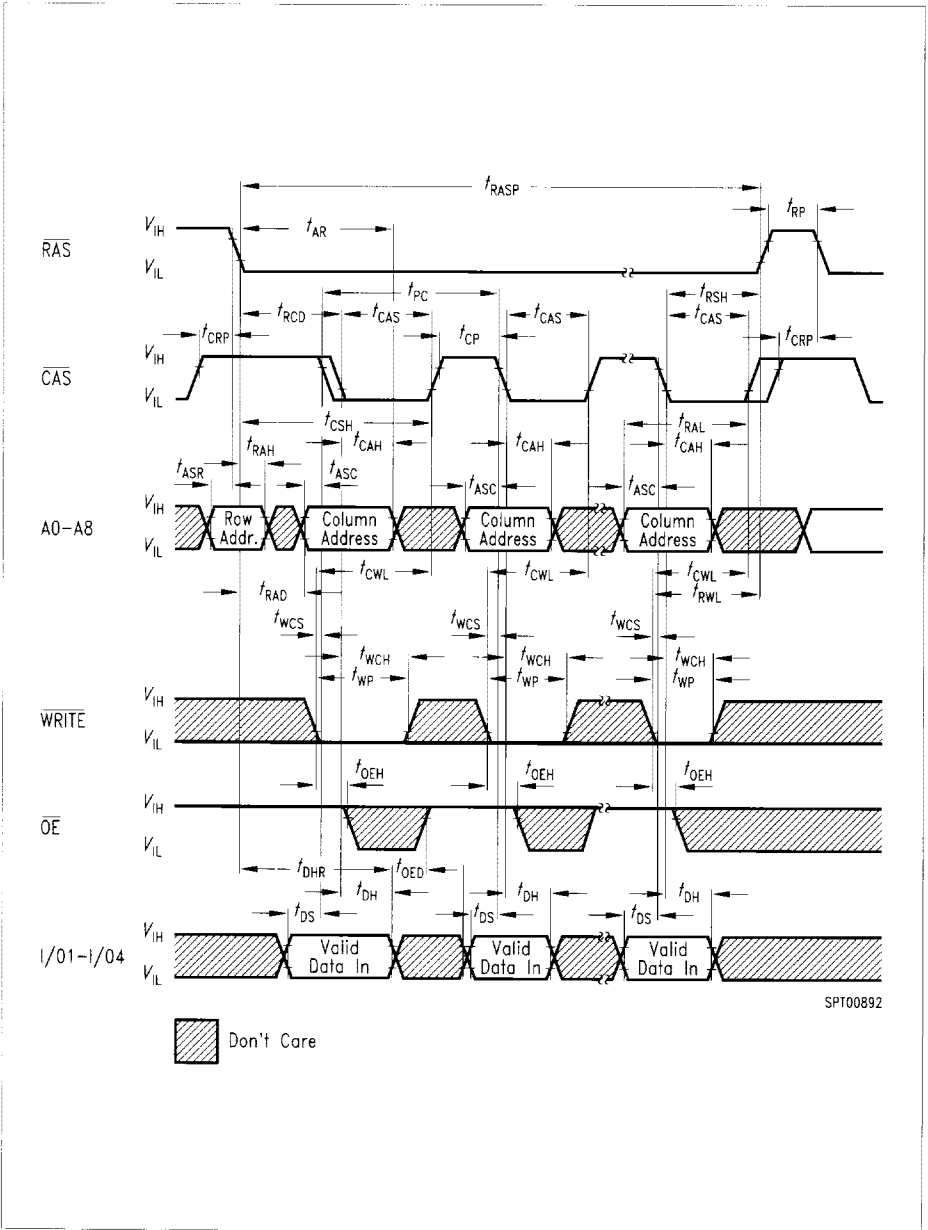 tRASP
tRP
tAR
RAS
VIH
VIL
tPC
tRSH
tRCD
tCAS
tCAS
tCAS
tCRP
tCP
tCRP
CAS
VIH
VIL
tCSH
tRAL
tCAH
tCAH
tCAH
tRAH
tASR
tASC
tASC
tASC
A0-A8
VIH
VIL
Row Addr.
Column Address
Column Address
Column Address
tCWL
tCWL
tCWL
tRAD
tRWL
tWCS
tWCS
tWCS
tWCH
tWCH
tWCH
tWP
tWP
tWP
WRITE
VIH
VIL
tOEH
tOEH
tOEH
OE
VIH
VIL
tDHR
tOED
tDH
tDH
tDH
tDS
tDS
tDS
I/01-I/04
VIH
VIL
Valid Data In
Valid Data In
Valid Data In
SPT00892
Don't Care